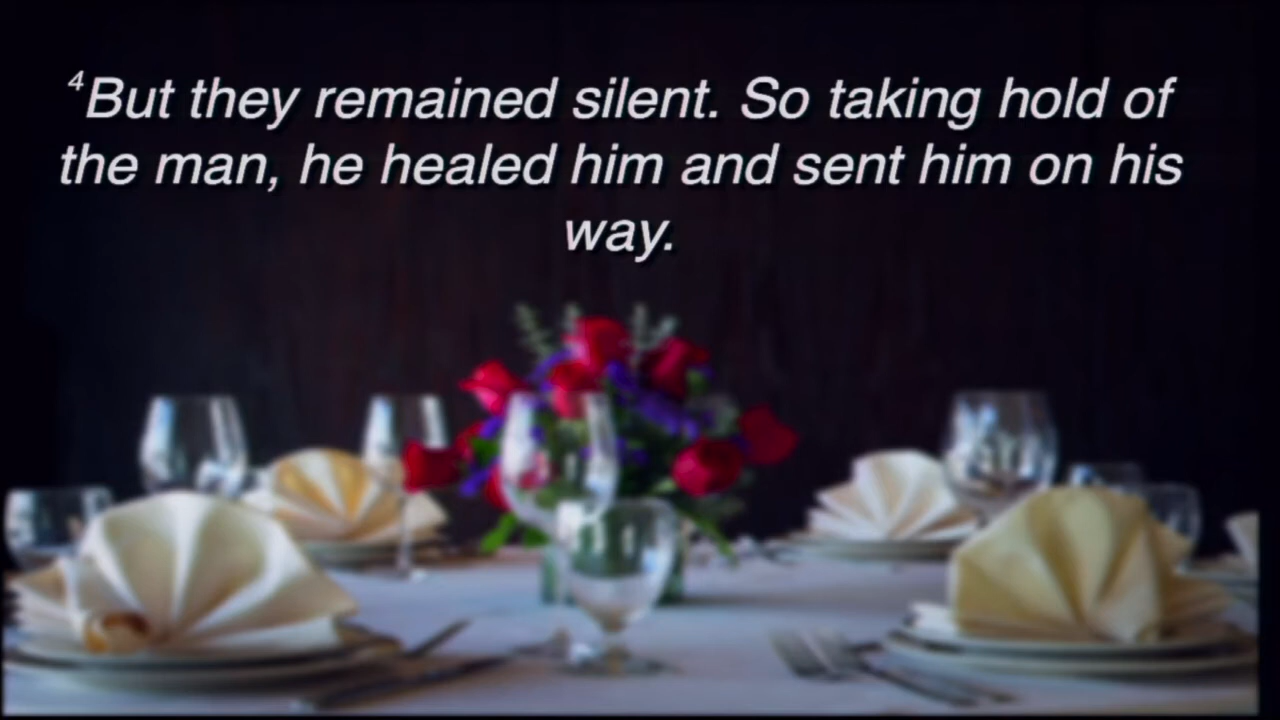 ⁴But they remained silent. So taking hold of
the man, he healed him and sent him on his
way.